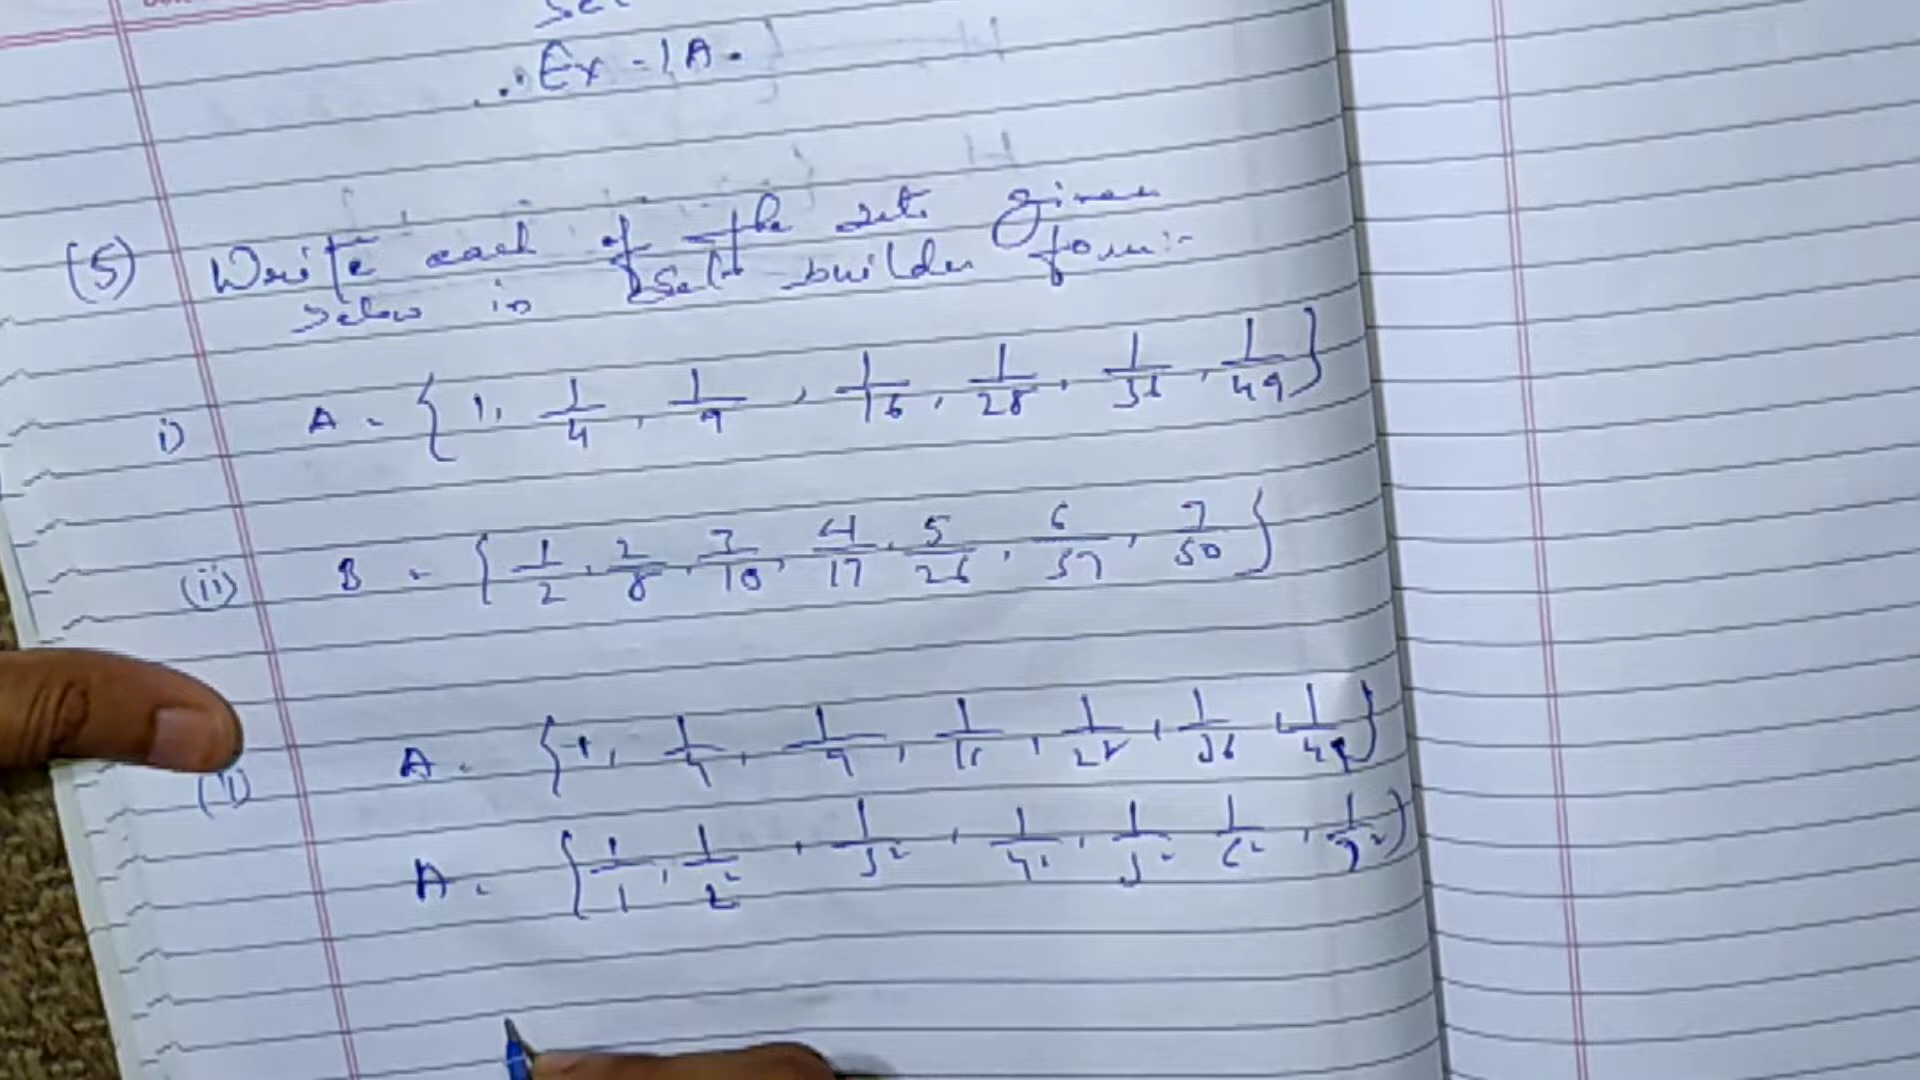 Ex - 1A.
(5) Write each of the sets given
below in Set builder form:-
i) A = { 1, 1/4, 1/9, 1/16, 1/25, 1/36, 1/49 }
(ii) B = { 1/2, 2/5, 3/10, 4/17, 5/26, 6/37, 7/50 }
(i) A = { 1, 1/4, 1/9, 1/16, 1/25, 1/36, 1/49 }
A = { 1/1, 1/2², 1/3², 1/4², 1/5², 1/6², 1/7² }